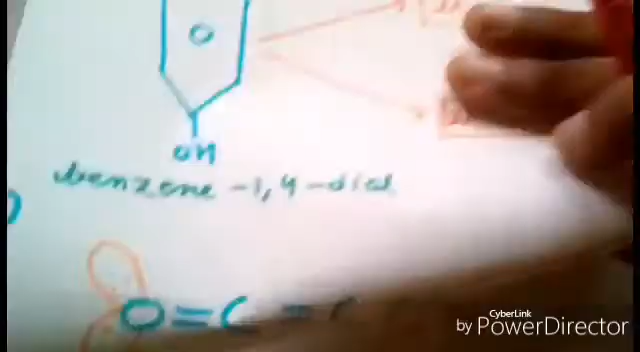 OH
benzene -1,4-diol
O=C=
CyberLink
by PowerDirector